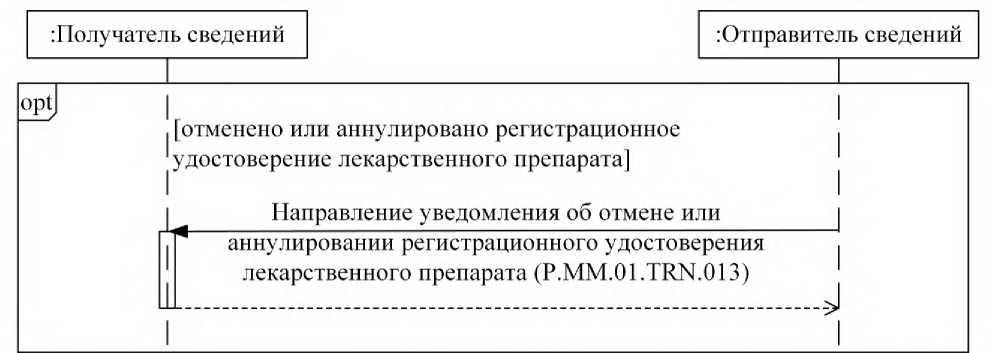 :Получатель сведений
:Отправитель сведений
opt
[отменено или аннулировано регистрационное
удостоверение лекарственного препарата]
Направление уведомления об отмене или
аннулировании регистрационного удостоверения
лекарственного препарата (P.MM.01.TRN.013)